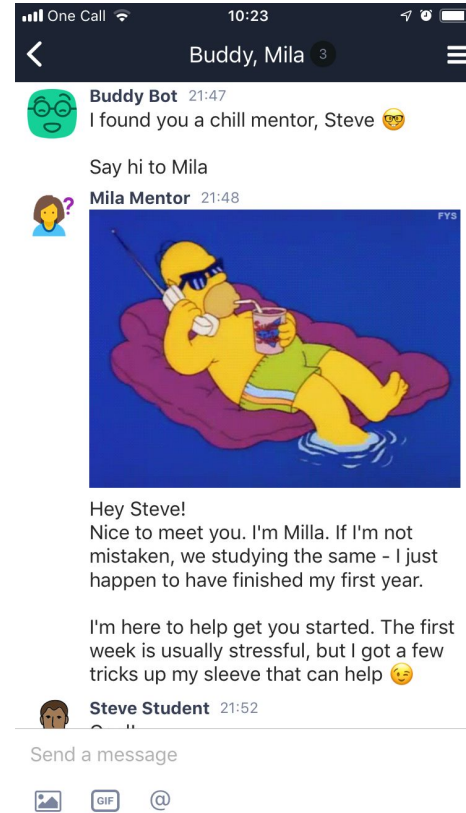 One Call 10:23
Buddy, Mila 3
Buddy Bot 21:47
I found you a chill mentor, Steve
Say hi to Mila
Mila Mentor 21:48
FYS
Hey Steve!
Nice to meet you. I'm Milla. If I'm not
mistaken, we studying the same - I just
happen to have finished my first year.
I'm here to help get you started. The first
week is usually stressful, but I got a few
tricks up my sleeve that can help
Steve Student 21:52
Send a message
GIF @